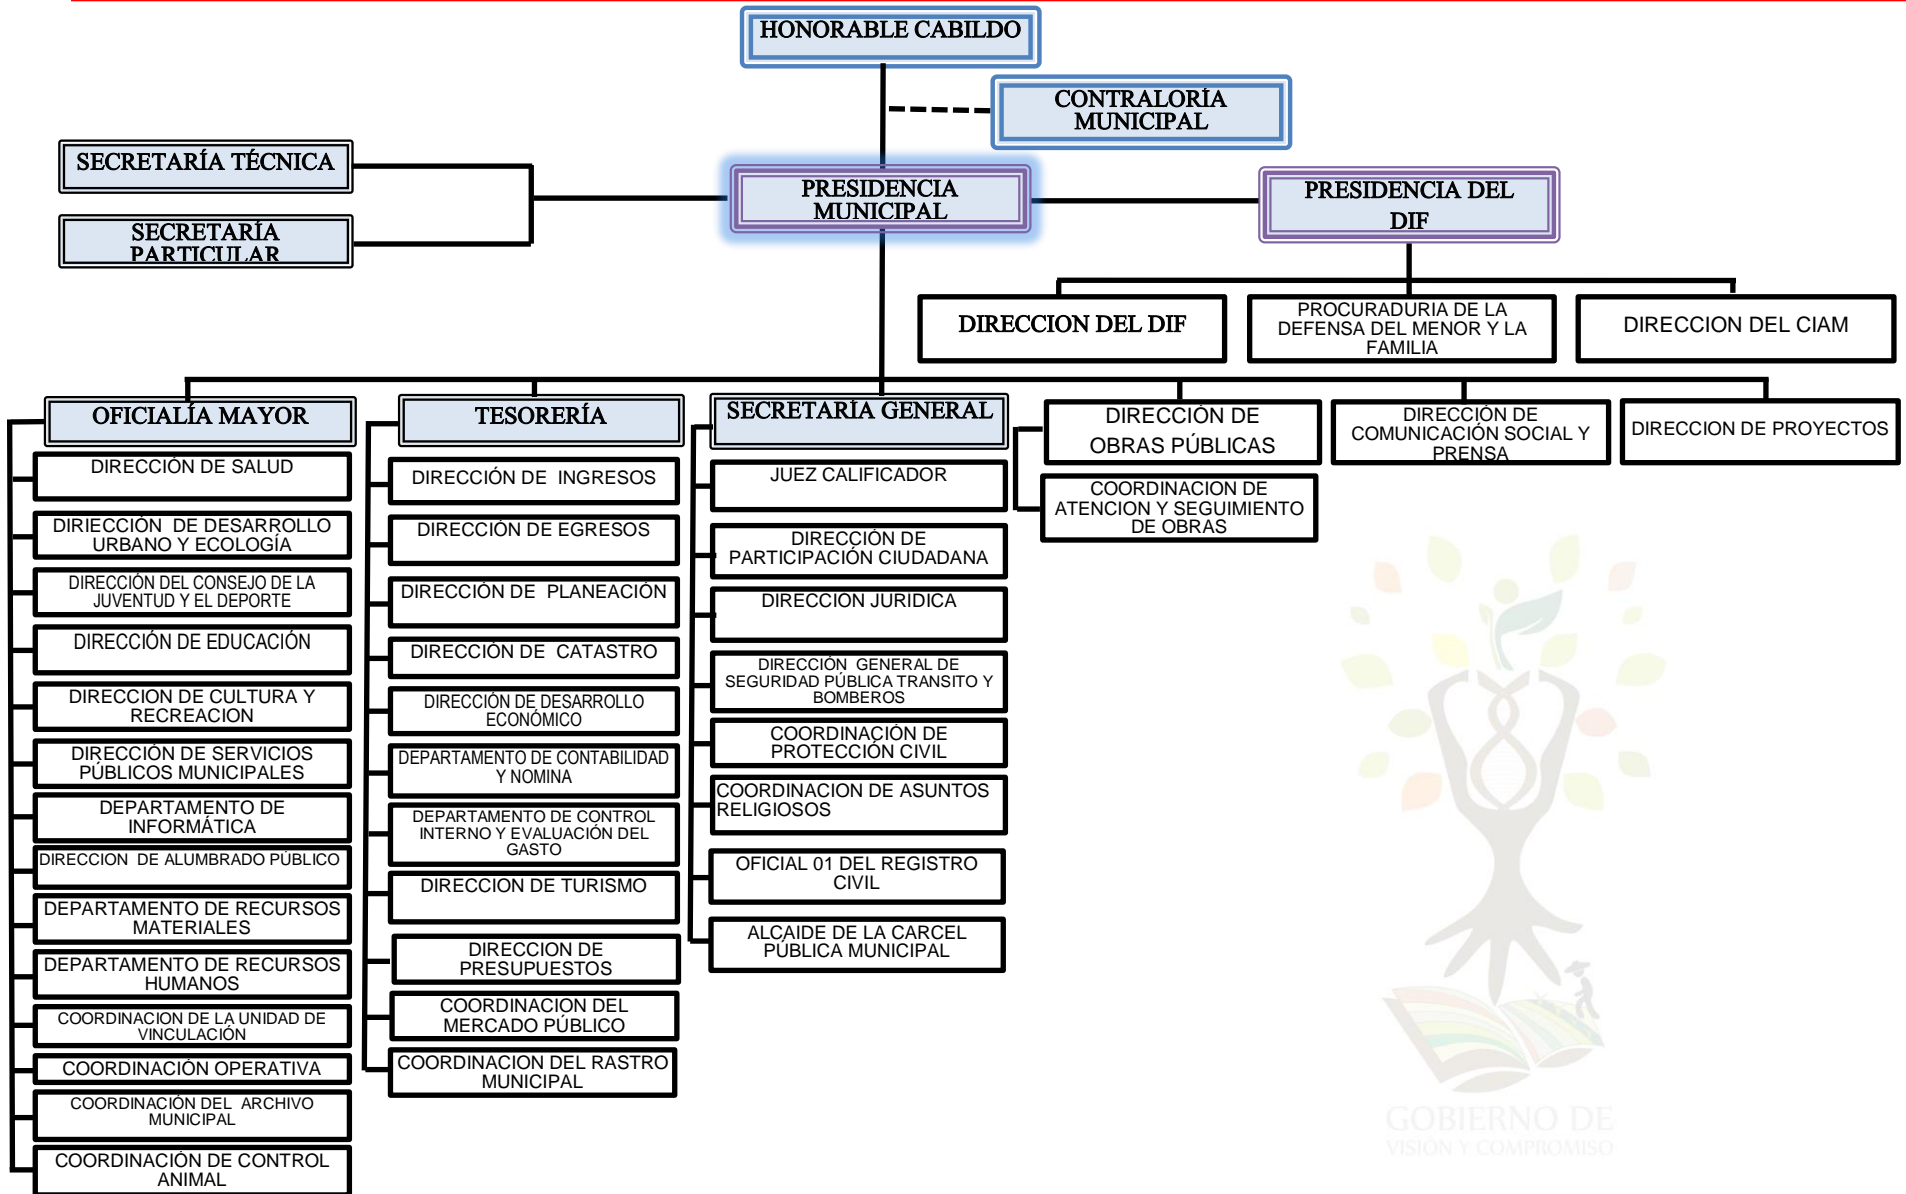 HONORABLE CABILDO
CONTRALORÍA
MUNICIPAL
SECRETARÍA TÉCNICA
SECRETARÍA
PARTICULAR
PRESIDENCIA
MUNICIPAL
PRESIDENCIA DEL
DIF
DIRECCION DEL DIF
PROCURADURIA DE LA
DEFENSA DEL MENOR Y LA
FAMILIA
DIRECCION DEL CIAM
OFICIALÍA MAYOR
DIRECCIÓN DE SALUD
DIRIECCIÓN DE DESARROLLO
URBANO Y ECOLOGÍA
DIRECCIÓN DEL CONSEJO DE LA
JUVENTUD Y EL DEPORTE
DIRECCIÓN DE EDUCACIÓN
DIRECCION DE CULTURA Y
RECREACION
DIRECCIÓN DE SERVICIOS
PÚBLICOS MUNICIPALES
DEPARTAMENTO DE
INFORMÁTICA
DIRECCION DE ALUMBRADO PÚBLICO
DEPARTAMENTO DE RECURSOS
MATERIALES
DEPARTAMENTO DE RECURSOS
HUMANOS
COORDINACION DE LA UNIDAD DE
VINCULACIÓN
COORDINACIÓN OPERATIVA
COORDINACIÓN DEL ARCHIVO
MUNICIPAL
COORDINACIÓN DE CONTROL
ANIMAL
TESORERÍA
DIRECCIÓN DE INGRESOS
DIRECCIÓN DE EGRESOS
DIRECCIÓN DE PLANEACIÓN
DIRECCIÓN DE CATASTRO
DIRECCIÓN DE DESARROLLO
ECONÓMICO
DEPARTAMENTO DE CONTABILIDAD
Y NOMINA
DEPARTAMENTO DE CONTROL
INTERNO Y EVALUACIÓN DEL
GASTO
DIRECCION DE TURISMO
DIRECCION DE
PRESUPUESTOS
COORDINACION DEL
MERCADO PÚBLICO
COORDINACION DEL RASTRO
MUNICIPAL
SECRETARÍA GENERAL
JUEZ CALIFICADOR
DIRECCIÓN DE
PARTICIPACIÓN CIUDADANA
DIRECCION JURIDICA
DIRECCIÓN GENERAL DE
SEGURIDAD PÚBLICA TRANSITO Y
BOMBEROS
COORDINACIÓN DE
PROTECCIÓN CIVIL
COORDINACION DE ASUNTOS
RELIGIOSOS
OFICIAL 01 DEL REGISTRO
CIVIL
ALCAIDE DE LA CARCEL
PÚBLICA MUNICIPAL
DIRECCIÓN DE
OBRAS PÚBLICAS
COORDINACION DE
ATENCION Y SEGUIMIENTO
DE OBRAS
DIRECCIÓN DE
COMUNICACIÓN SOCIAL Y
PRENSA
DIRECCION DE PROYECTOS
GOBIERNO DE
VISIÓN Y COMPROMISO